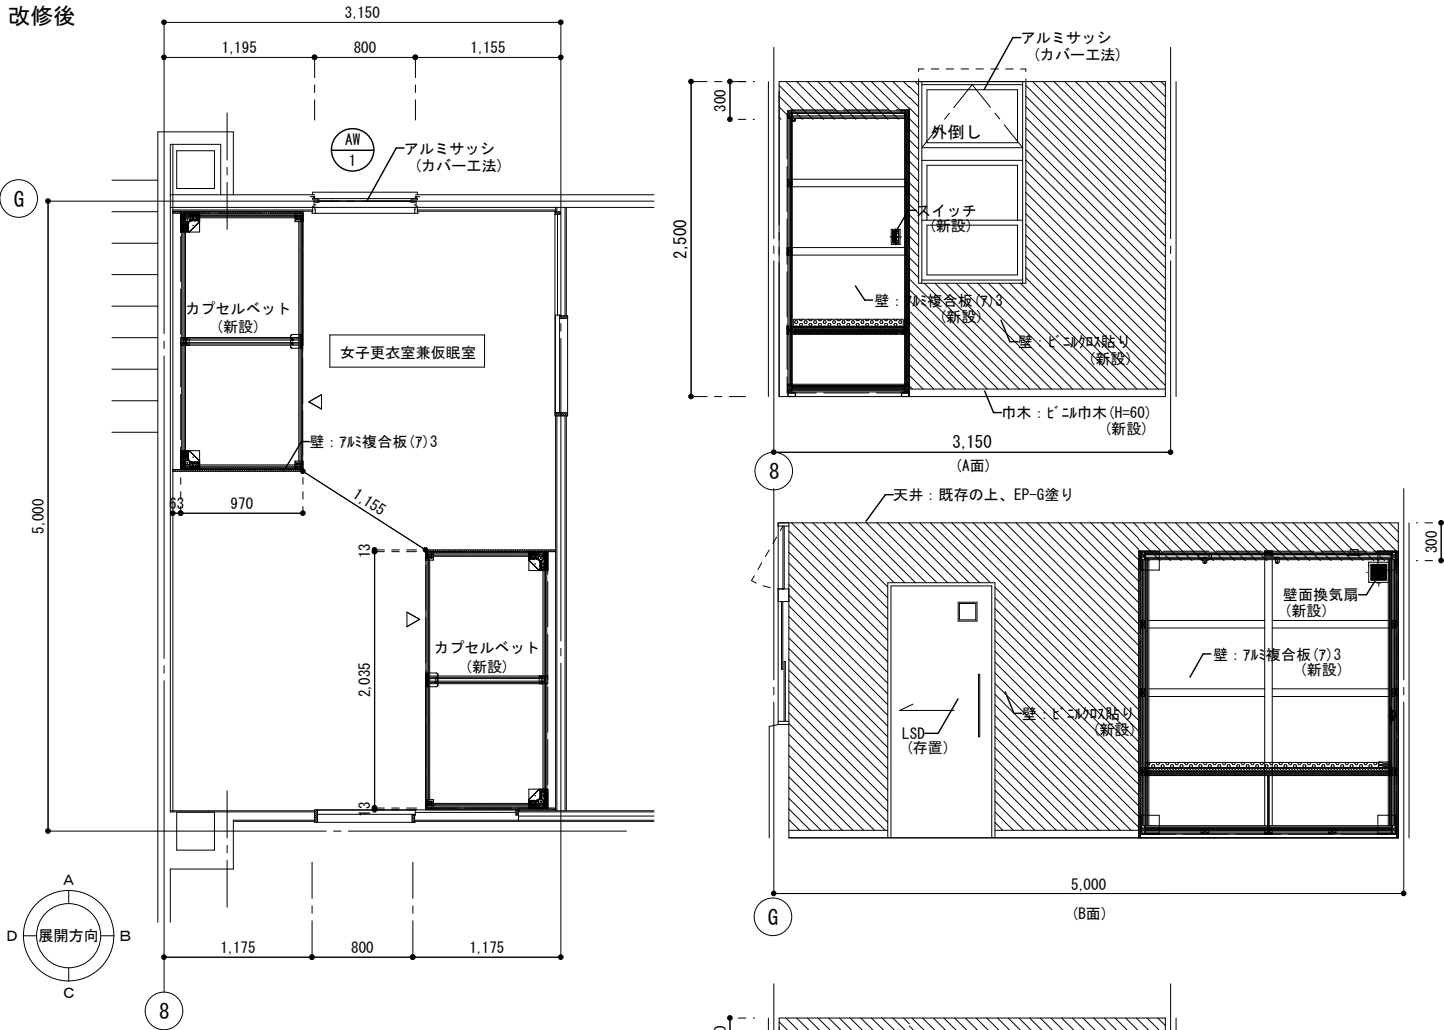 改修後
3,150
1,195
800
1,155
AW
1
アルミサッシ
(カバー工法)
G
カプセルベット
(新設)
女子更衣室兼仮眠室
壁：ｱﾙﾐ複合板(ｱ)3
63
970
1,155
5,000
13
2,035
カプセルベット
(新設)
13
A
D
展開方向
B
C
1,175
800
1,175
8
アルミサッシ
(カバー工法)
300
外倒し
2,500
スイッチ
(新設)
壁：ｱﾙﾐ複合板(ｱ)3
(新設)
壁：ﾋﾞﾆﾙｸﾛｽ貼り
(新設)
巾木：ﾋﾞﾆﾙ巾木(H=60)
(新設)
3,150
8
(A面)
天井：既存の上、EP-G塗り
300
壁面換気扇
(新設)
壁：ｱﾙﾐ複合板(ｱ)3
(新設)
壁：ﾋﾞﾆﾙｸﾛｽ貼り
(新設)
LSD
(存置)
5,000
G
(B面)